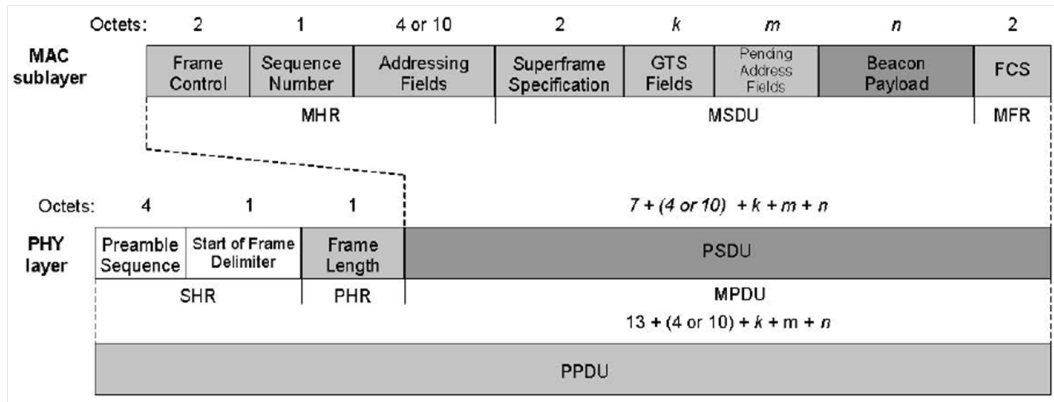 Octets: 2 1 4 or 10 2 k m n 2
MAC sublayer
Frame Control
Sequence Number
Addressing Fields
Superframe Specification
GTS Fields
Pending Address Fields
Beacon Payload
FCS
MHR MSDU MFR
Octets: 4 1 1 7 + (4 or 10) + k + m + n
PHY layer
Preamble Sequence
Start of Frame Delimiter
Frame Length
PSDU
SHR PHR MPDU
13 + (4 or 10) + k + m + n
PPDU